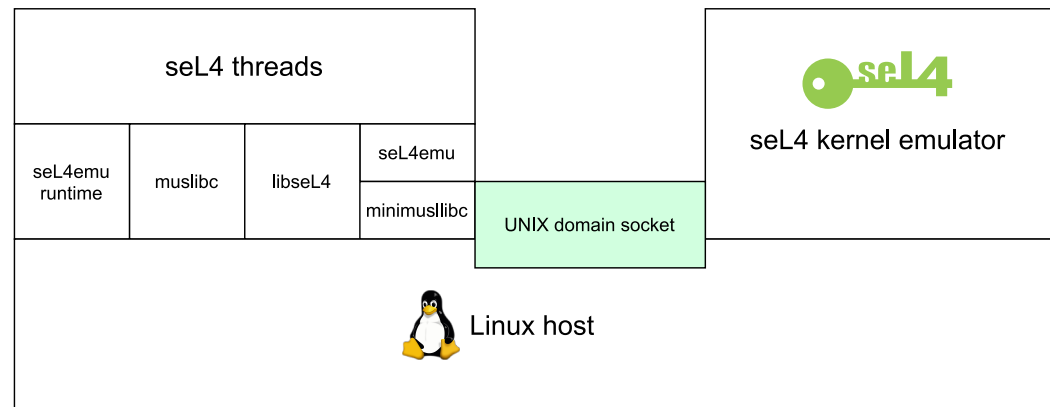 seL4 threads
seL4
seL4 kernel emulator
seL4emu
runtime
muslibc
libseL4
seL4emu
minimusllibc
UNIX domain socket
Linux host